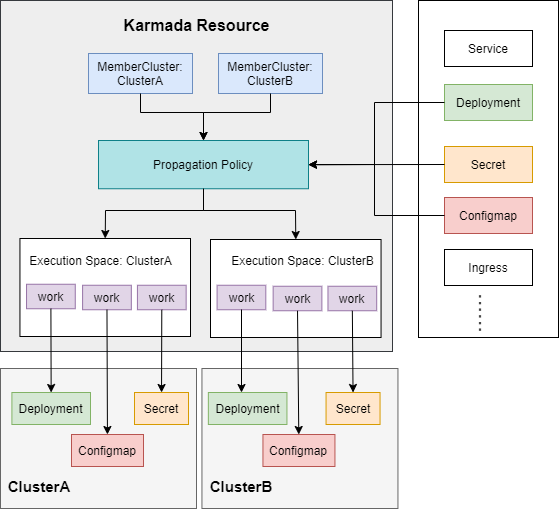 Karmada Resource
MemberCluster:
ClusterA
MemberCluster:
ClusterB
Propagation Policy
Execution Space: ClusterA
work
work
work
Execution Space: ClusterB
work
work
work
Service
Deployment
Secret
Configmap
Ingress
Deployment
Secret
Configmap
ClusterA
Deployment
Secret
Configmap
ClusterB